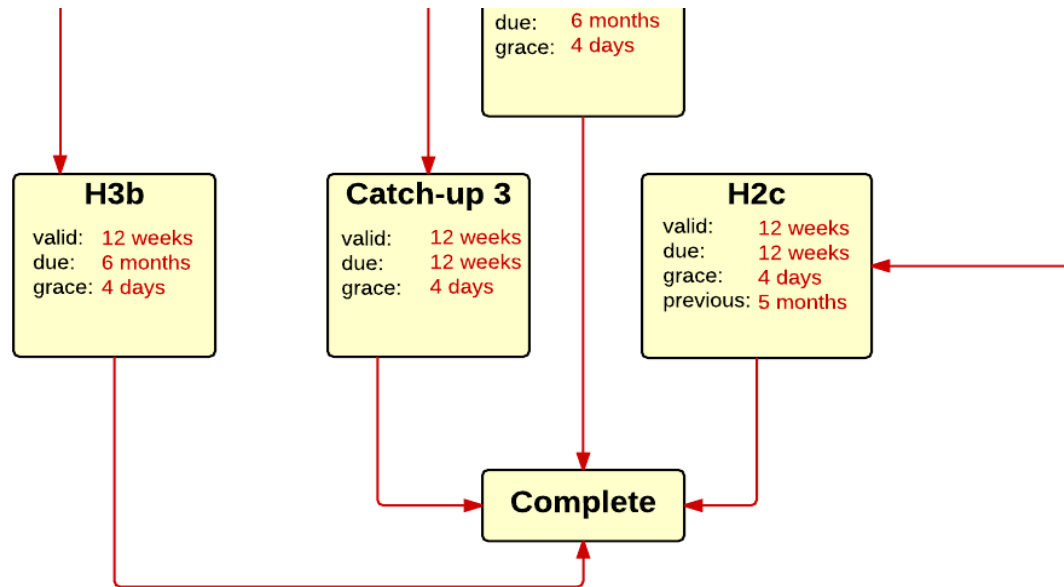 due: 6 months
grace: 4 days
H3b
valid: 12 weeks
due: 6 months
grace: 4 days
Catch-up 3
valid: 12 weeks
due: 12 weeks
grace: 4 days
H2c
valid: 12 weeks
due: 12 weeks
grace: 4 days
previous: 5 months
Complete